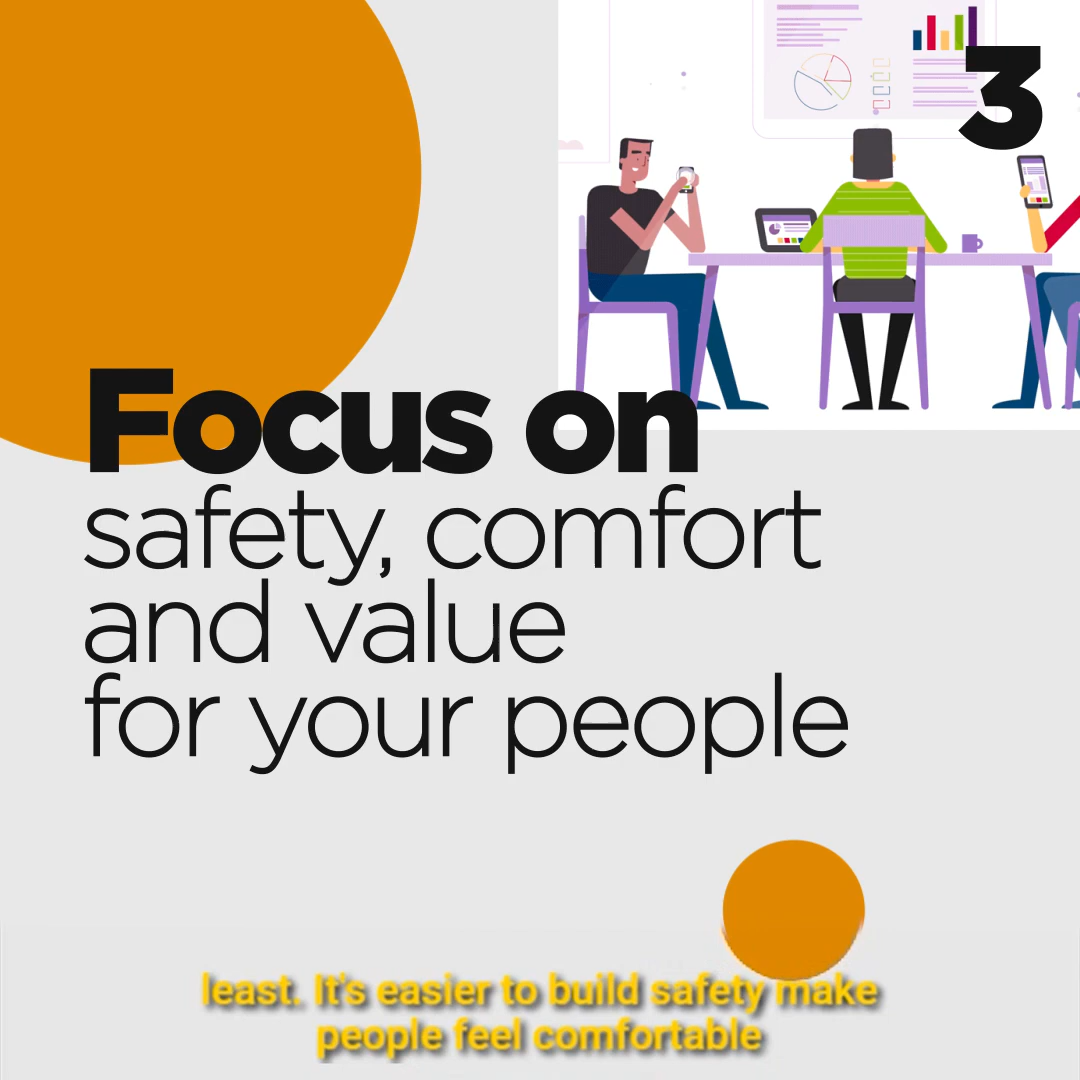 3
Focus on
safety, comfort
and value
for your people
least. It's easier to build safety make
people feel comfortable